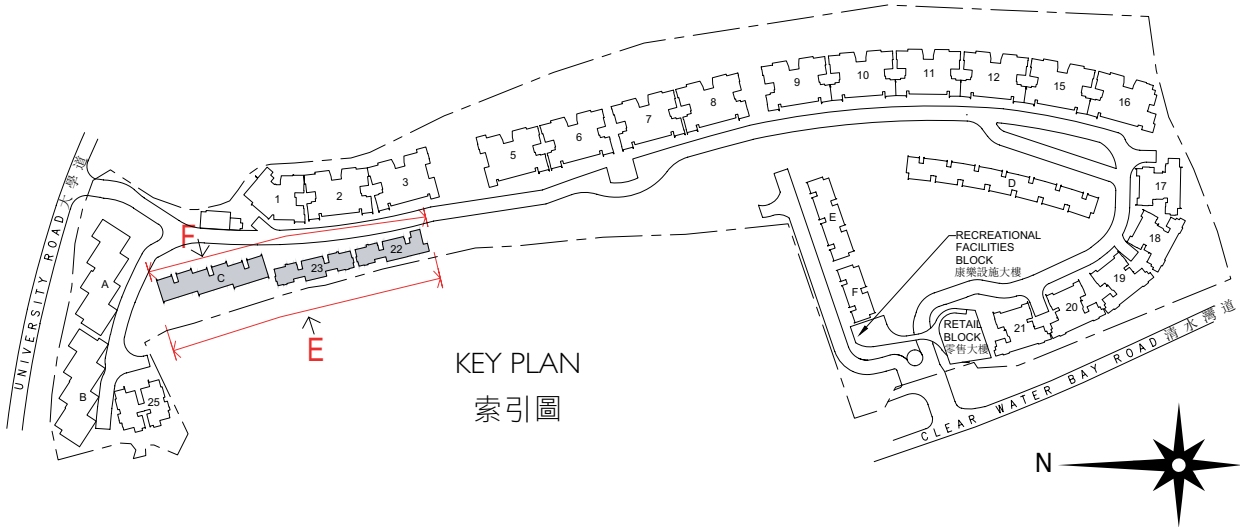 UNIVERSITY ROAD 大學道
A
B
25
1
2
3
F
C
23
22
E
5
6
7
8
9
10
11
12
15
16
D
17
18
19
20
21
E
F
RECREATIONAL
FACILITIES
BLOCK
康樂設施大樓
RETAIL
BLOCK
零售大樓
CLEAR WATER BAY ROAD 清水灣道
KEY PLAN
索引圖
N